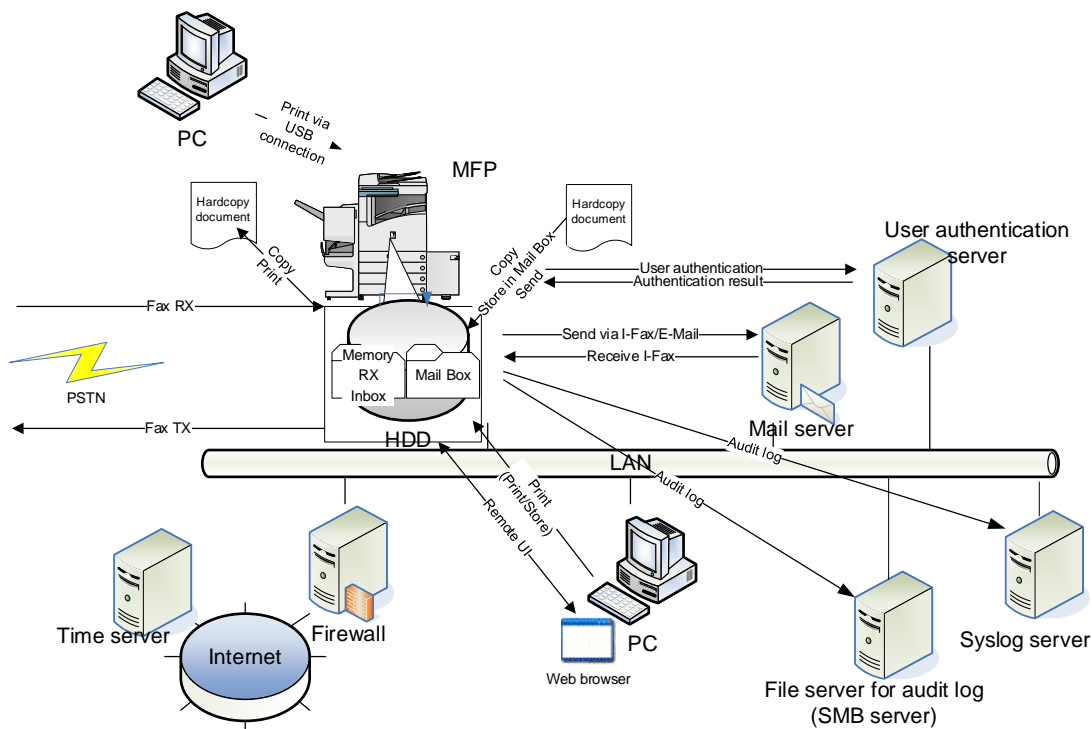 PC
Print via
USB
connection
MFP
Hardcopy
document
Hardcopy
document
Copy
Print
Copy
Store in Mail Box
Send
User authentication
server
User authentication
Authentication result
Fax RX
Send via I-Fax/E-Mail
Receive I-Fax
Memory
RX
Inbox
Mail Box
PSTN
Fax TX
HDD
Mail server
LAN
Audit log
Audit log
Print
(Print/Store)
Remote UI
Time server
Firewall
Internet
PC
Web browser
Syslog server
File server for audit log
(SMB server)